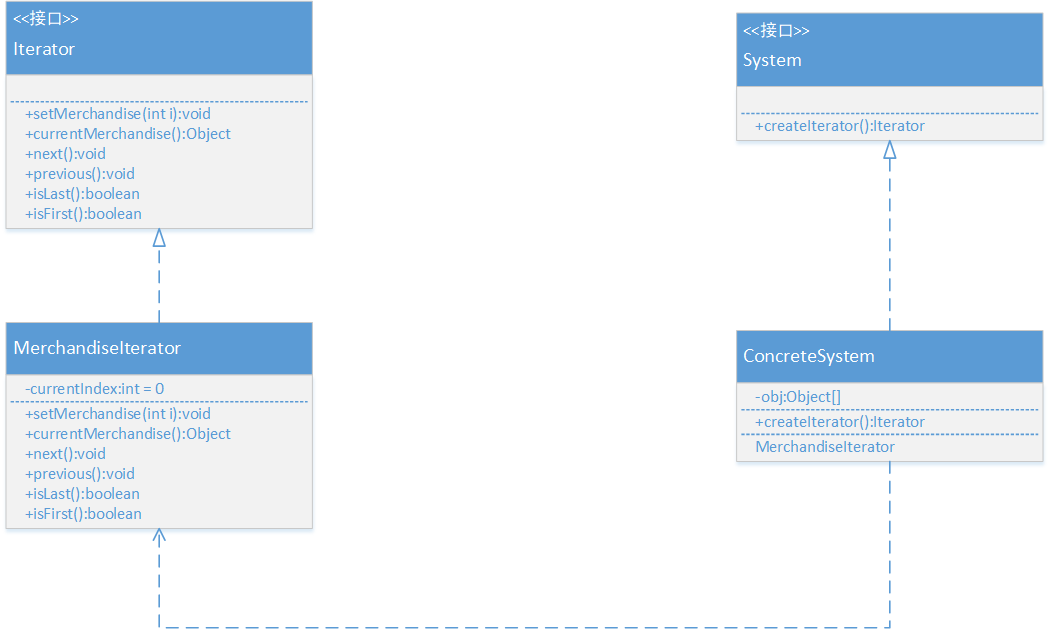 <<接口>>
Iterator
+setMerchandise(int i):void
+currentMerchandise():Object
+next():void
+previous():void
+isLast():boolean
+isFirst():boolean
<<接口>>
System
+createIterator():Iterator
MerchandiseIterator
-currentIndex:int = 0
+setMerchandise(int i):void
+currentMerchandise():Object
+next():void
+previous():void
+isLast():boolean
+isFirst():boolean
ConcreteSystem
-obj:Object[]
+createIterator():Iterator
MerchandiseIterator